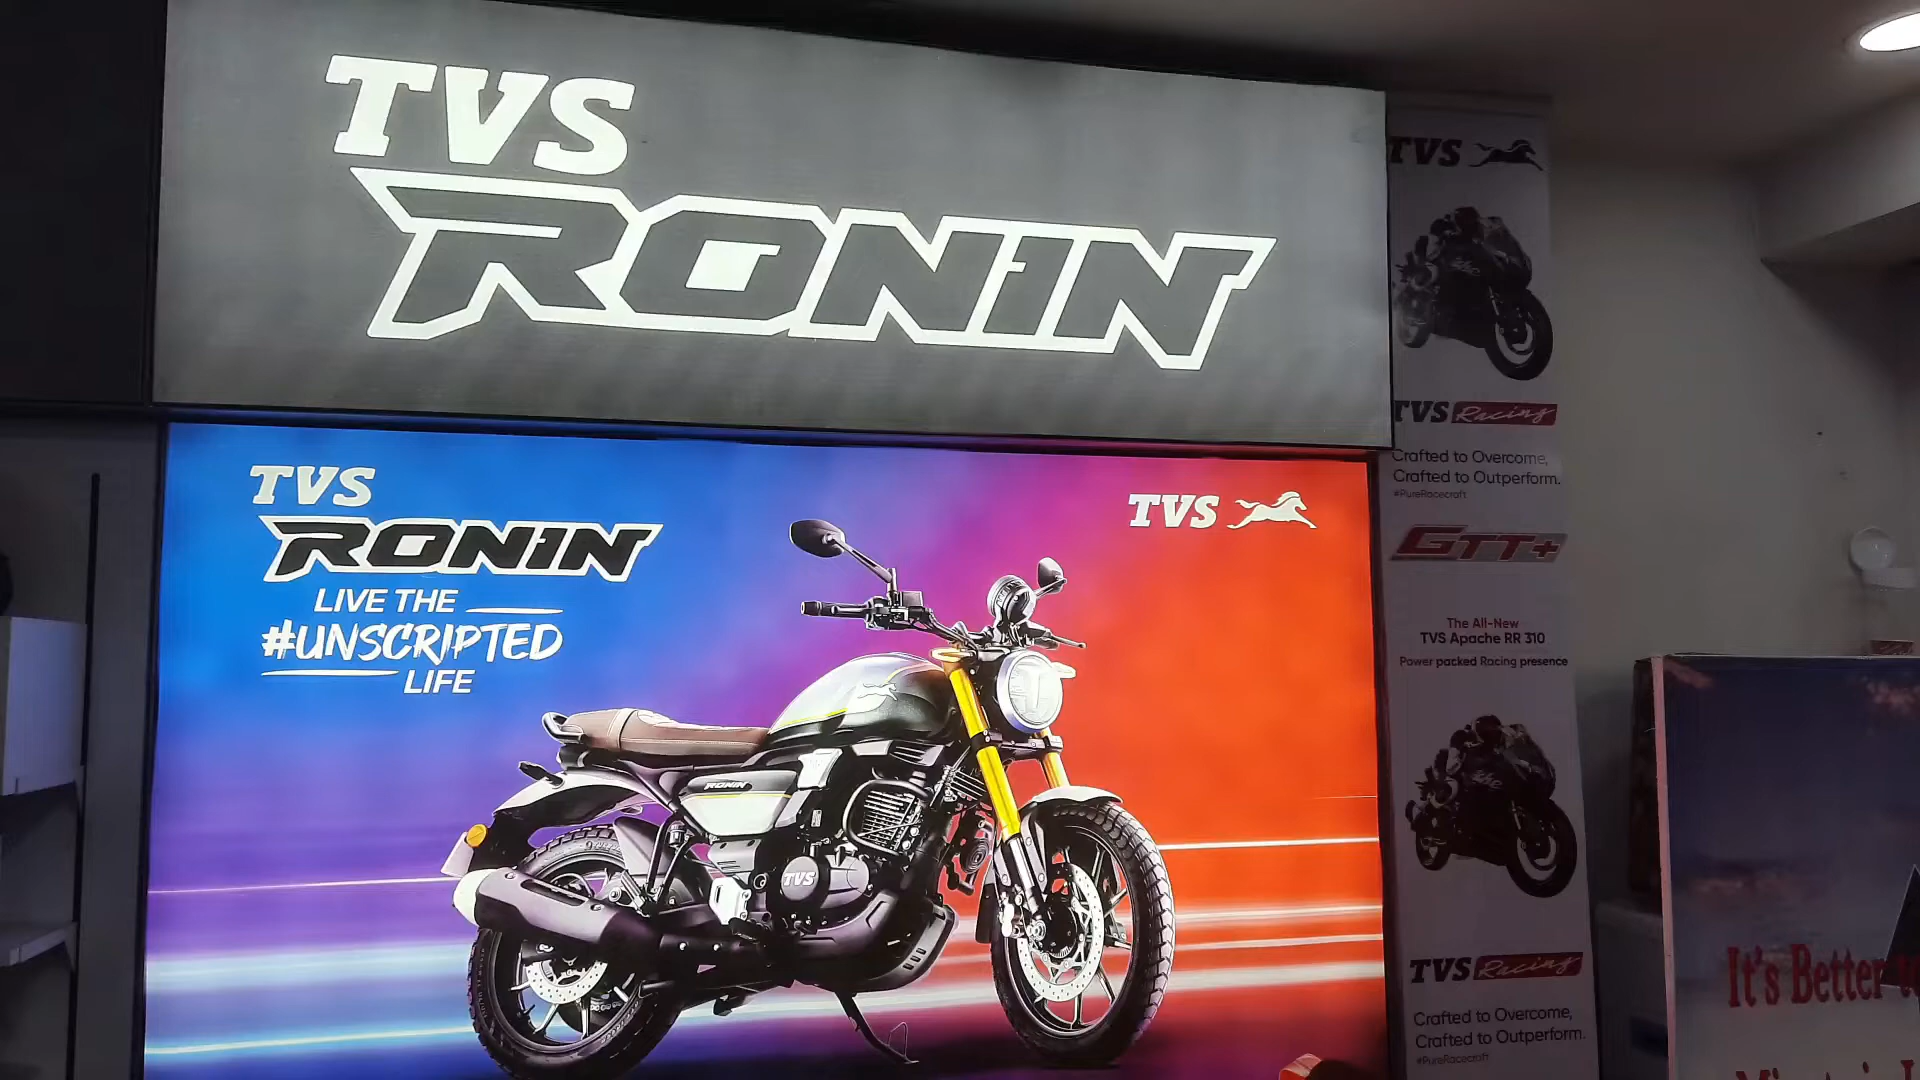 TVS
RONIN
TVS
RONIN
LIVE THE
#UNSCRIPTED
LIFE
TVS
RONIN
TVS
TVS
TVS Racing
Crafted to Overcome,
Crafted to Outperform.
#PureRacecraft
GTT+
The All-New
TVS Apache RR 310
Power packed Racing presence
TVS Racing
Crafted to Overcome,
Crafted to Outperform.
#PureRacecraft
It's Better